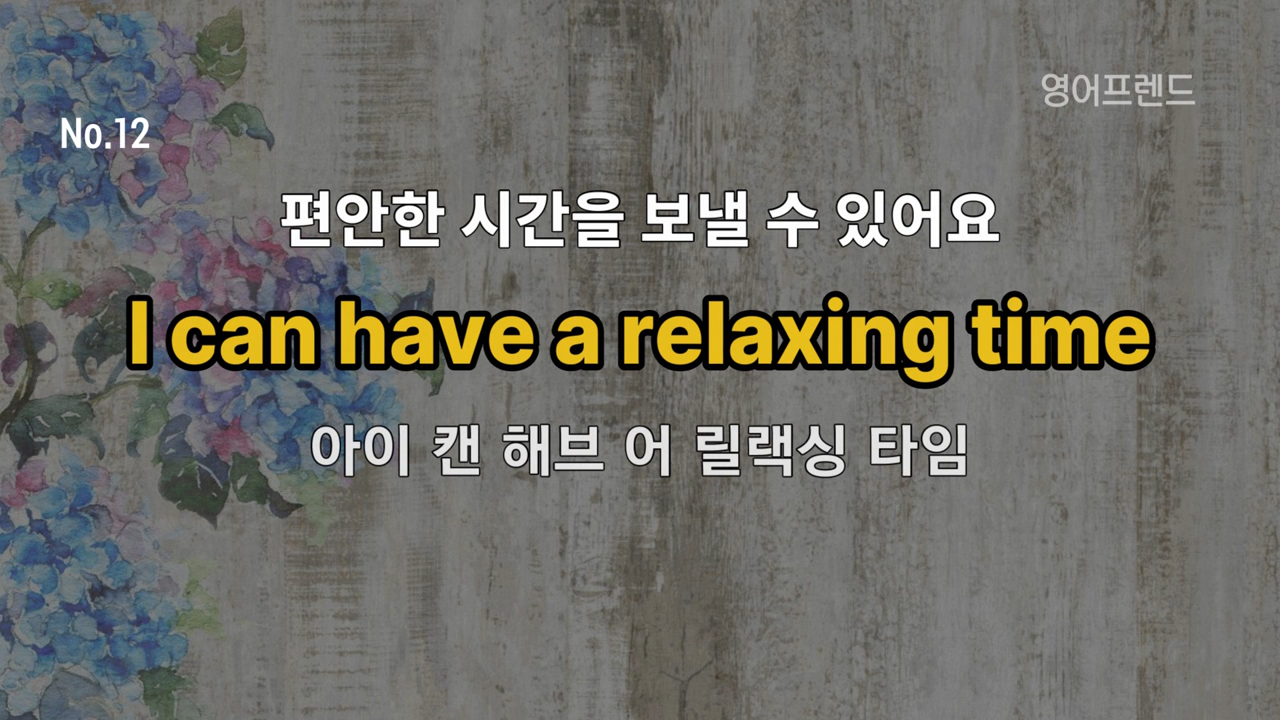 영어프렌드
No.12
편안한 시간을 보낼 수 있어요
I can have a relaxing time
아이 캔 해브 어 릴랙싱 타임